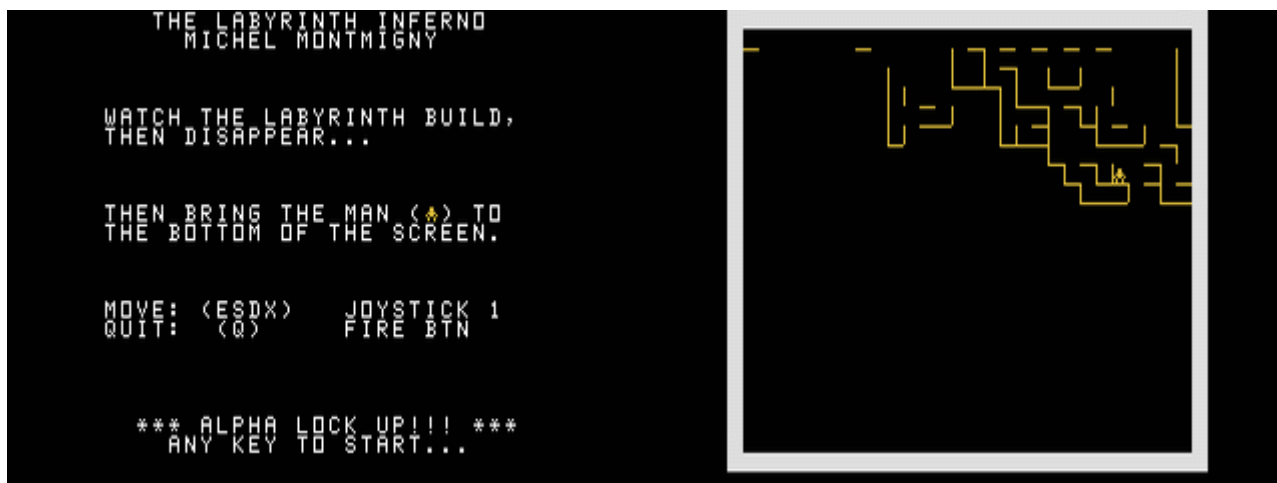 THE LABYRINTH INFERNO
MICHEL MONTMIGNY
WATCH THE LABYRINTH BUILD,
THEN DISAPPEAR...
THEN BRING THE MAN ( ) TO
THE BOTTOM OF THE SCREEN.
MOVE: (ESDX) JOYSTICK 1
QUIT: (Q) FIRE BTN
*** ALPHA LOCK UP!!! ***
ANY KEY TO START...